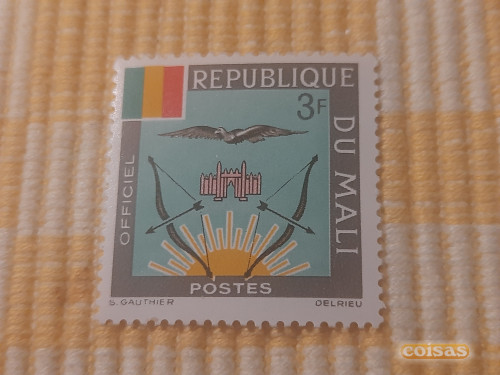 REPUBLIQUE
DU MALI
3F
OFFICIEL
POSTES
S. GAUTHIER
DELRIEU
coisas